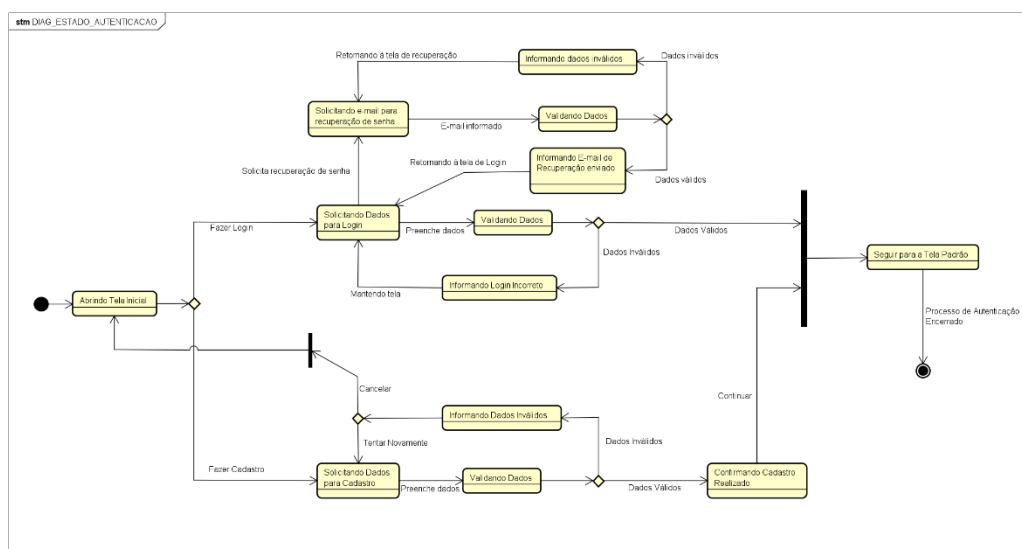 stm DIAG_ESTADO_AUTENTICACAO
Retornando à tela de recuperação
Informando dados inválidos
Dados inválidos
Solicitando e-mail para
recuperação de senha
E-mail informado
Validando Dados
Solicita recuperação de senha
Retornando à tela de Login
Informando E-mail de
Recuperação enviado
Dados válidos
Fazer Login
Solicitando Dados
para Login
Preenche dados
Validando Dados
Dados Válidos
Dados Inválidos
Seguir para a Tela Padrão
Mantendo tela
Informando Login Incorreto
Abrindo Tela Inicial
Processo de Autenticação
Encerrado
Cancelar
Continuar
Informando Dados Inválidos
Tentar Novamente
Dados Inválidos
Fazer Cadastro
Solicitando Dados
para Cadastro
Preenche dados
Validando Dados
Dados Válidos
Confirmando Cadastro
Realizado